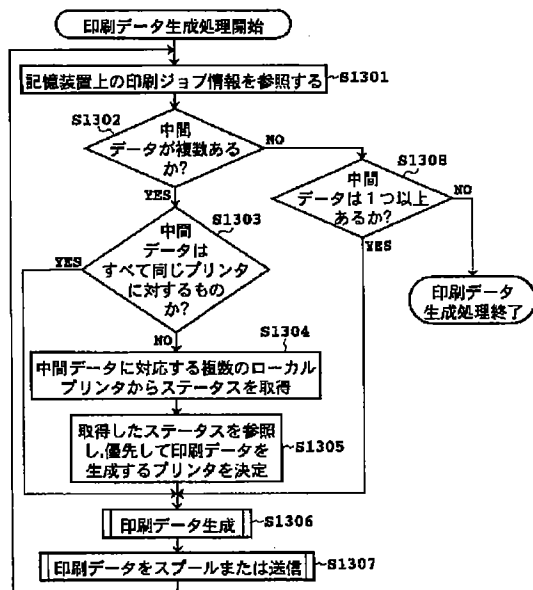 印刷データ生成処理開始
記憶装置上の印刷ジョブ情報を参照する
S1301
S1302
中間
データが複数ある
か?
NO
YES
S1308
中間
データは1つ以上
あるか?
NO
YES
印刷データ
生成処理終了
S1303
中間
データは
すべて同じプリンタ
に対するもの
か?
YES
NO
S1304
中間データに対応する複数のローカル
プリンタからステータスを取得
取得したステータスを参照
し,優先して印刷データを
生成するプリンタを決定
S1305
印刷データ生成
S1306
印刷データをスプールまたは送信
S1307